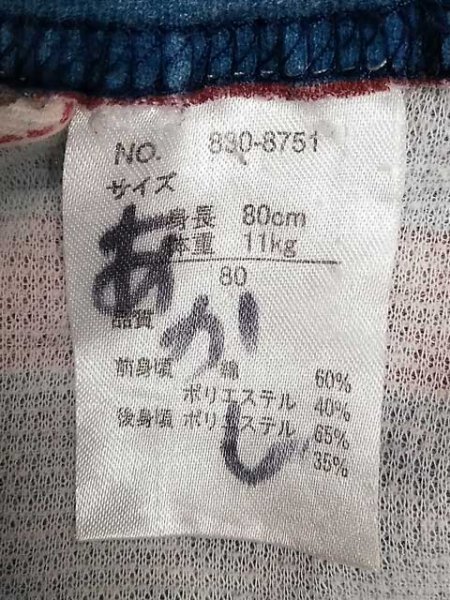 NO. 830-8751
サイズ
身長 80cm
体重 11kg
80
品質
前身頃 綿 60%
ポリエステル 40%
後身頃 ポリエステル 65%
35%
あかし